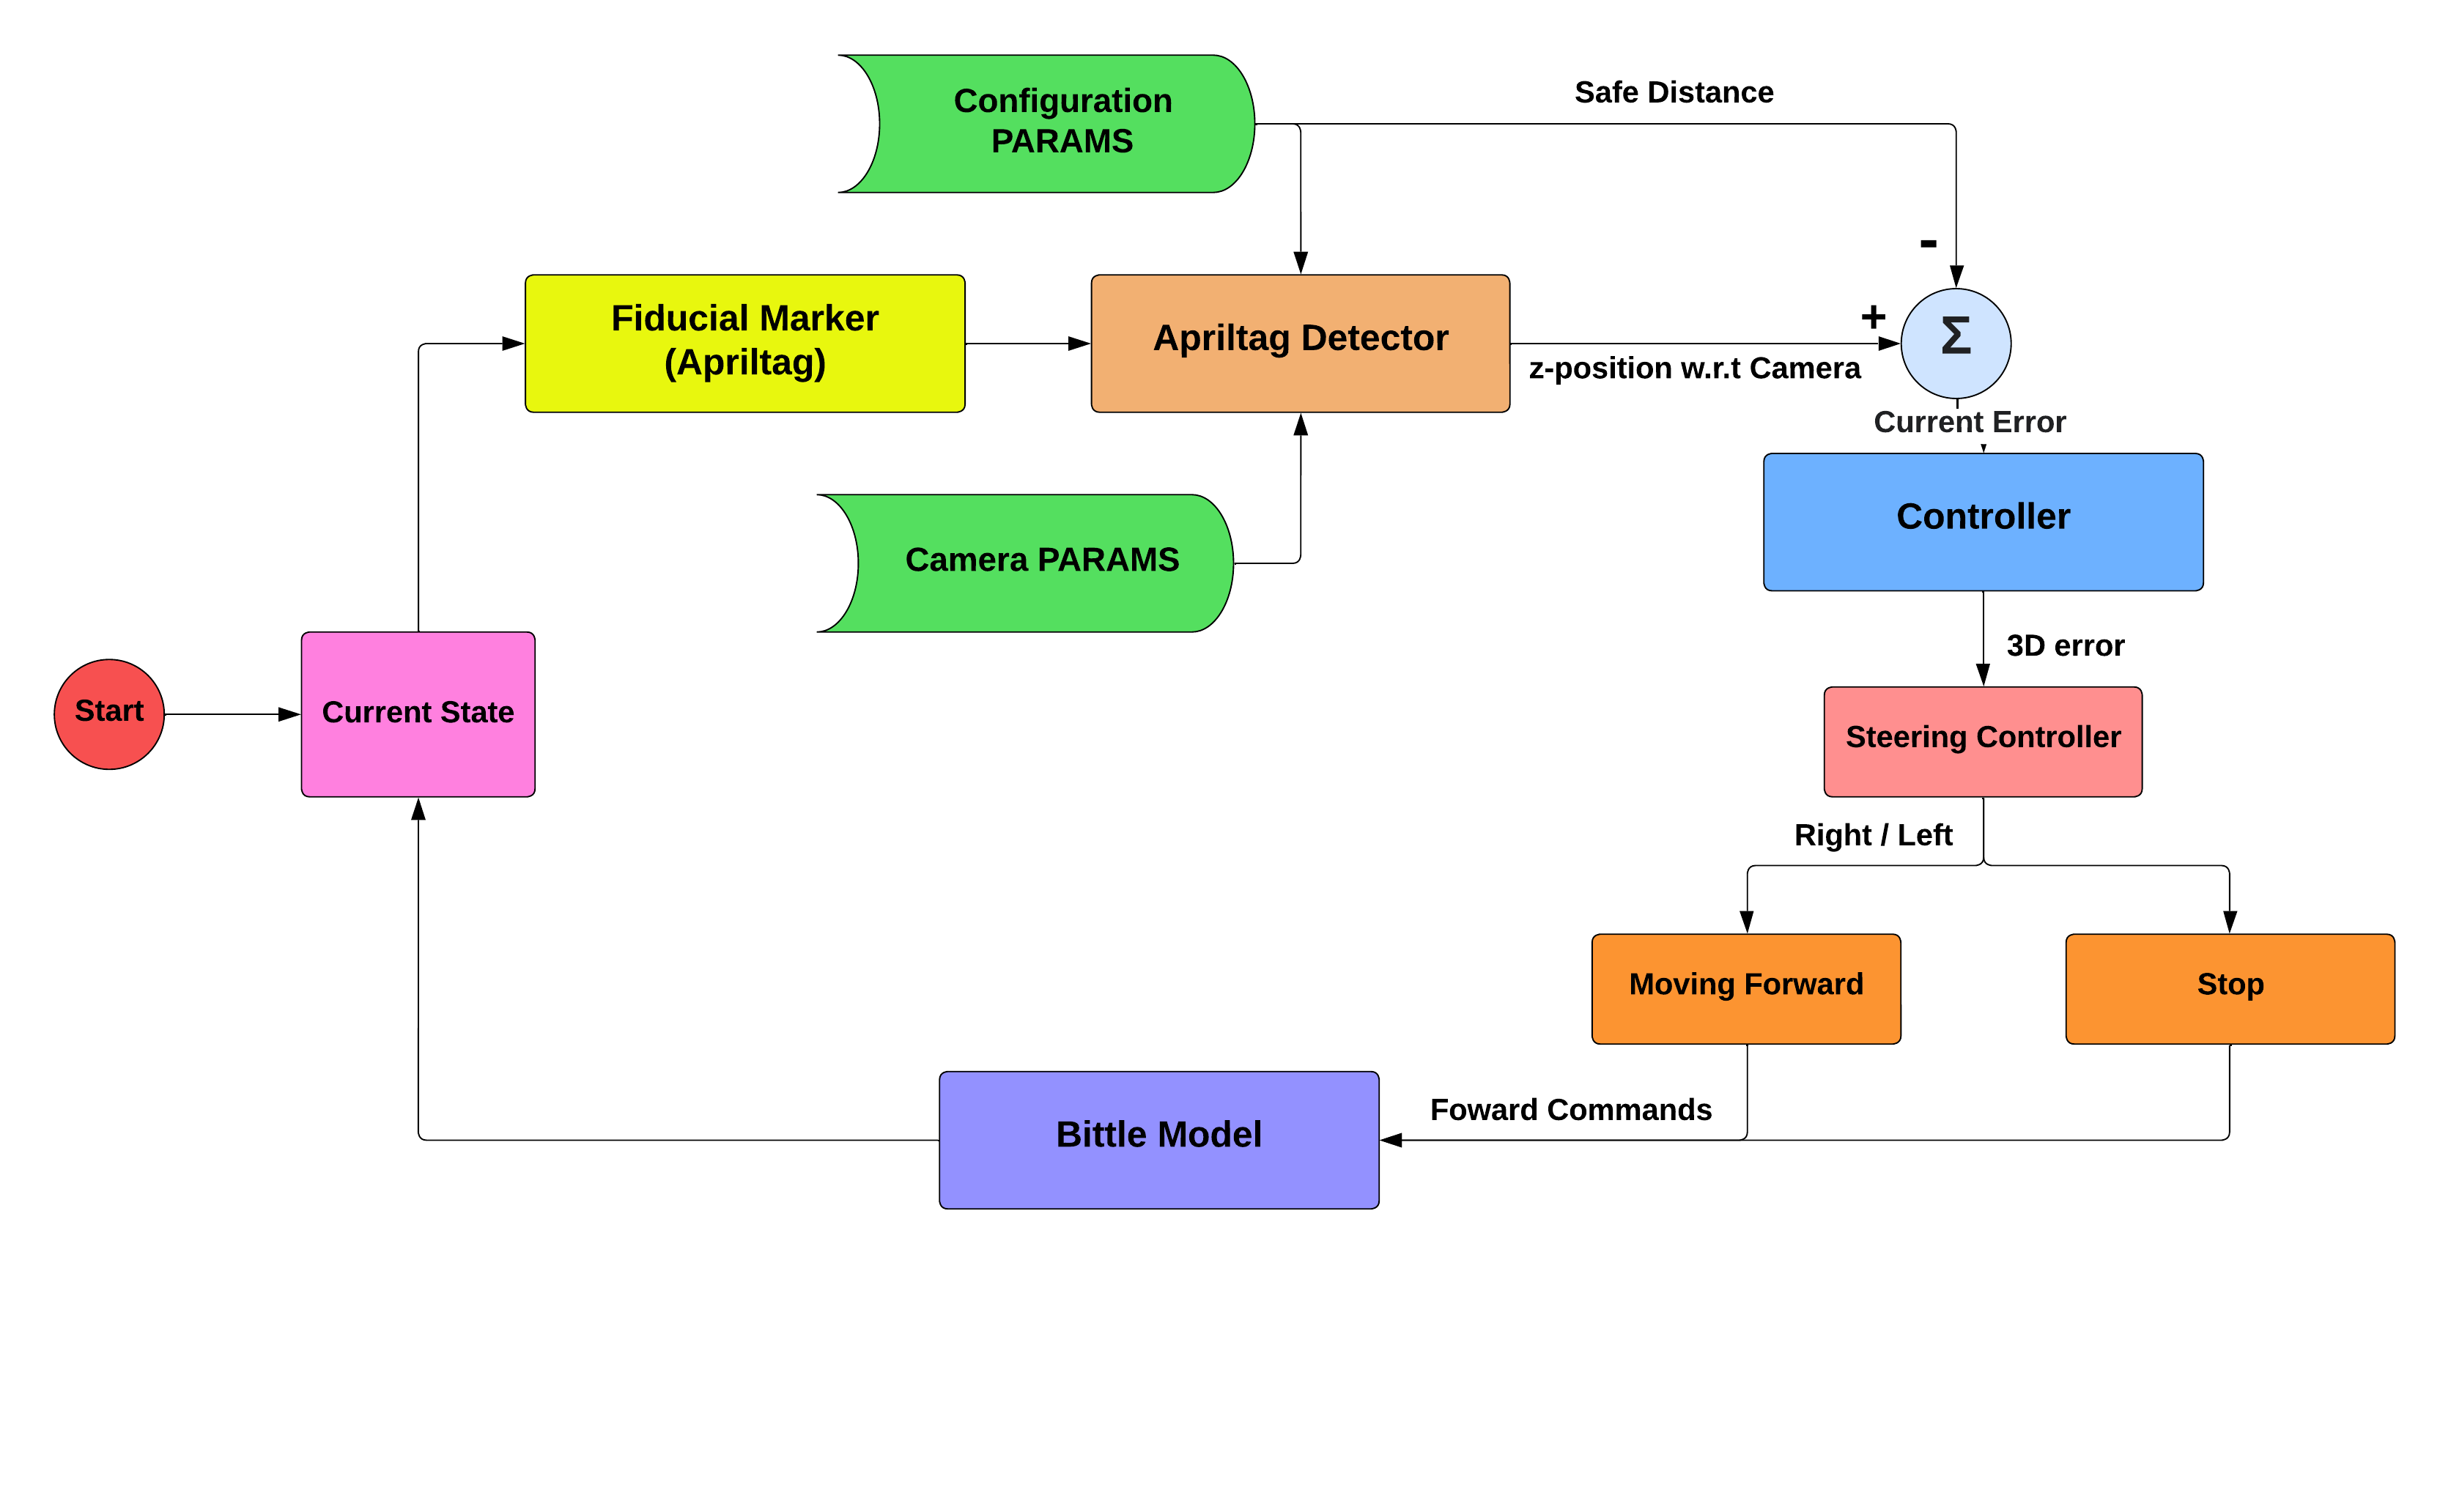 Configuration
PARAMS
Safe Distance
-
Fiducial Marker
(Apriltag)
Apriltag Detector
+
z-position w.r.t Camera
Σ
Current Error
Controller
Camera PARAMS
3D error
Start
Current State
Steering Controller
Right / Left
Moving Forward
Stop
Foward Commands
Bittle Model